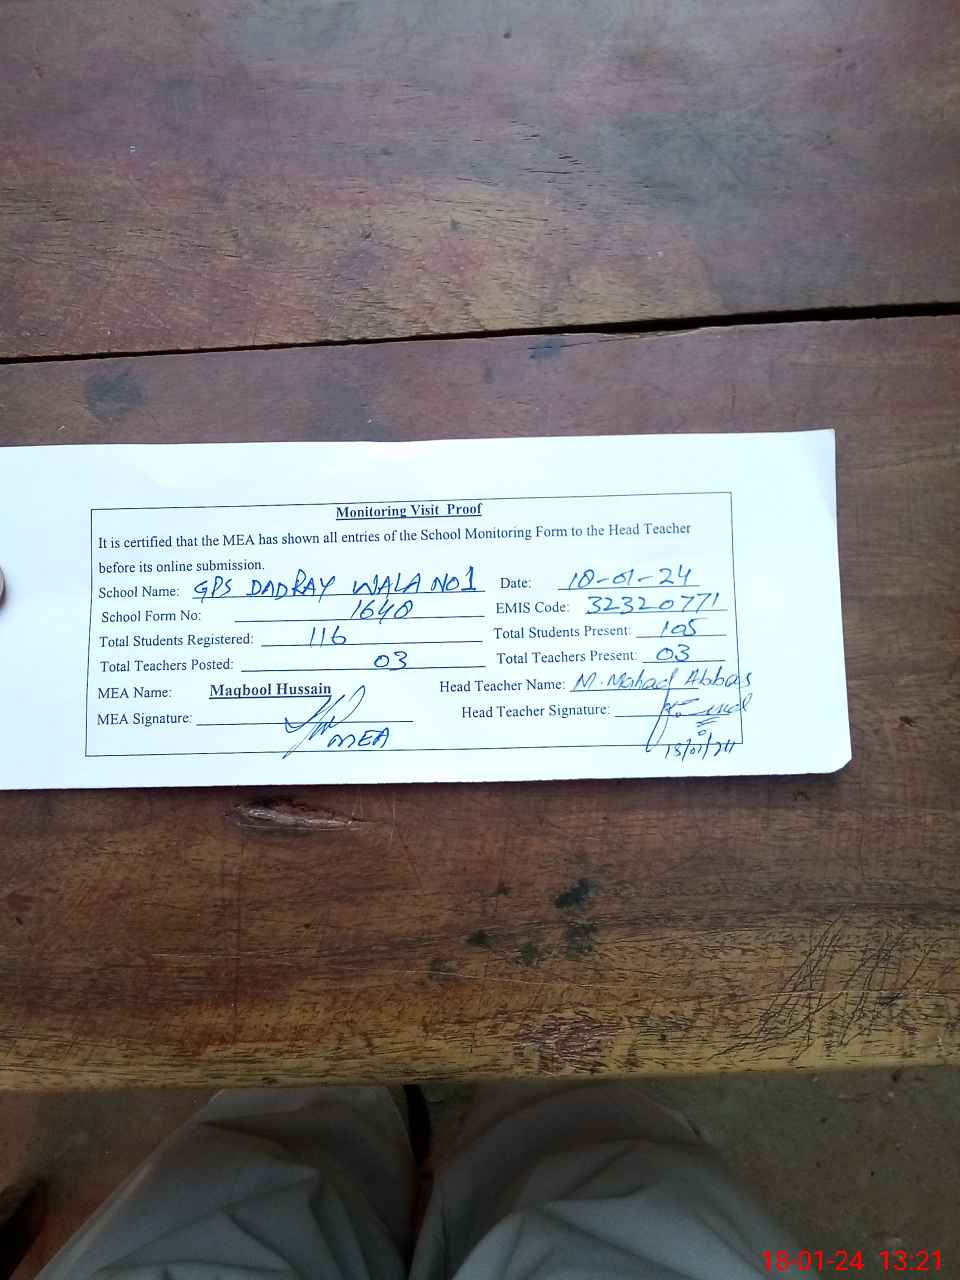 Monitoring Visit Proof
It is certified that the MEA has shown all entries of the School Monitoring Form to the Head Teacher
before its online submission.
School Name: GPS DADRAY WALA NO1 Date: 18-01-24
School Form No: 1648 EMIS Code: 32320771
Total Students Registered: 116 Total Students Present: 105
Total Teachers Posted: 03 Total Teachers Present: 03
MEA Name: Maqbool Hussain Head Teacher Name: M. Abbas
MEA Signature: Head Teacher Signature:
MEA
18/01/24
18-01-24 13:21